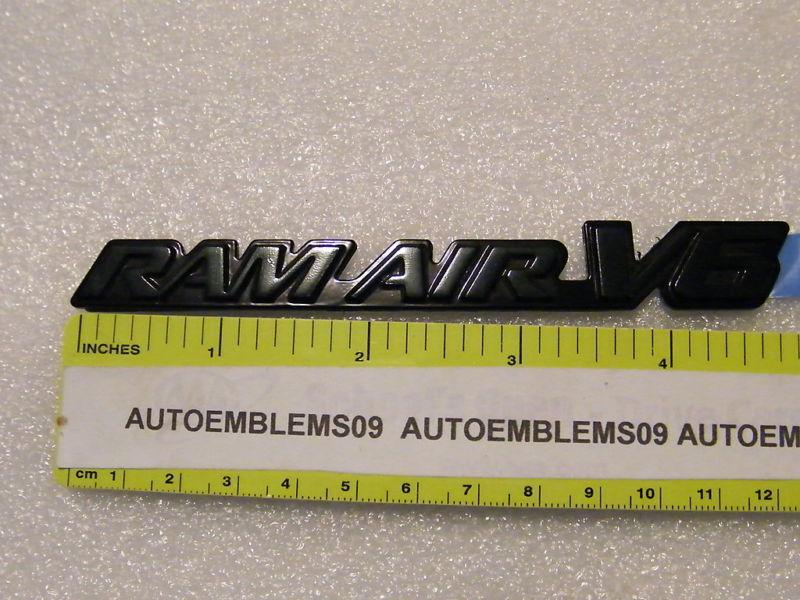 RAM AIR V6
INCHES 1 2 3 4
AUTOEMBLEMS09 AUTOEMBLEMS09 AUTOEM
cm 1 2 3 4 5 6 7 8 9 10 11 12